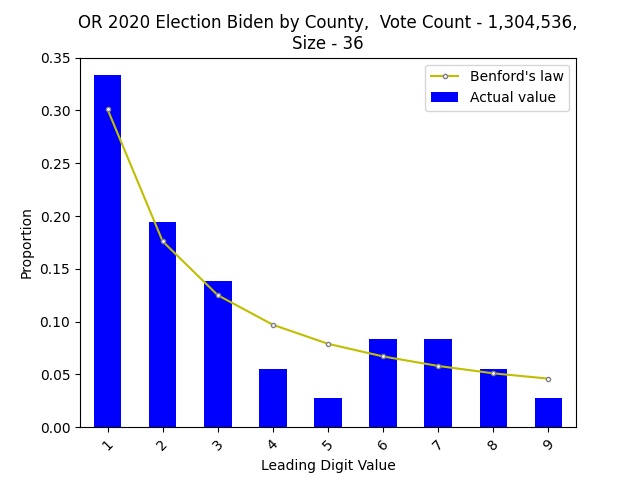 OR 2020 Election Biden by County,  Vote Count - 1,304,536,
Size - 36
Benford's law
Actual value
0.35
0.30
0.25
0.20
0.15
0.10
0.05
0.00
Proportion
1 2 3 4 5 6 7 8 9
Leading Digit Value